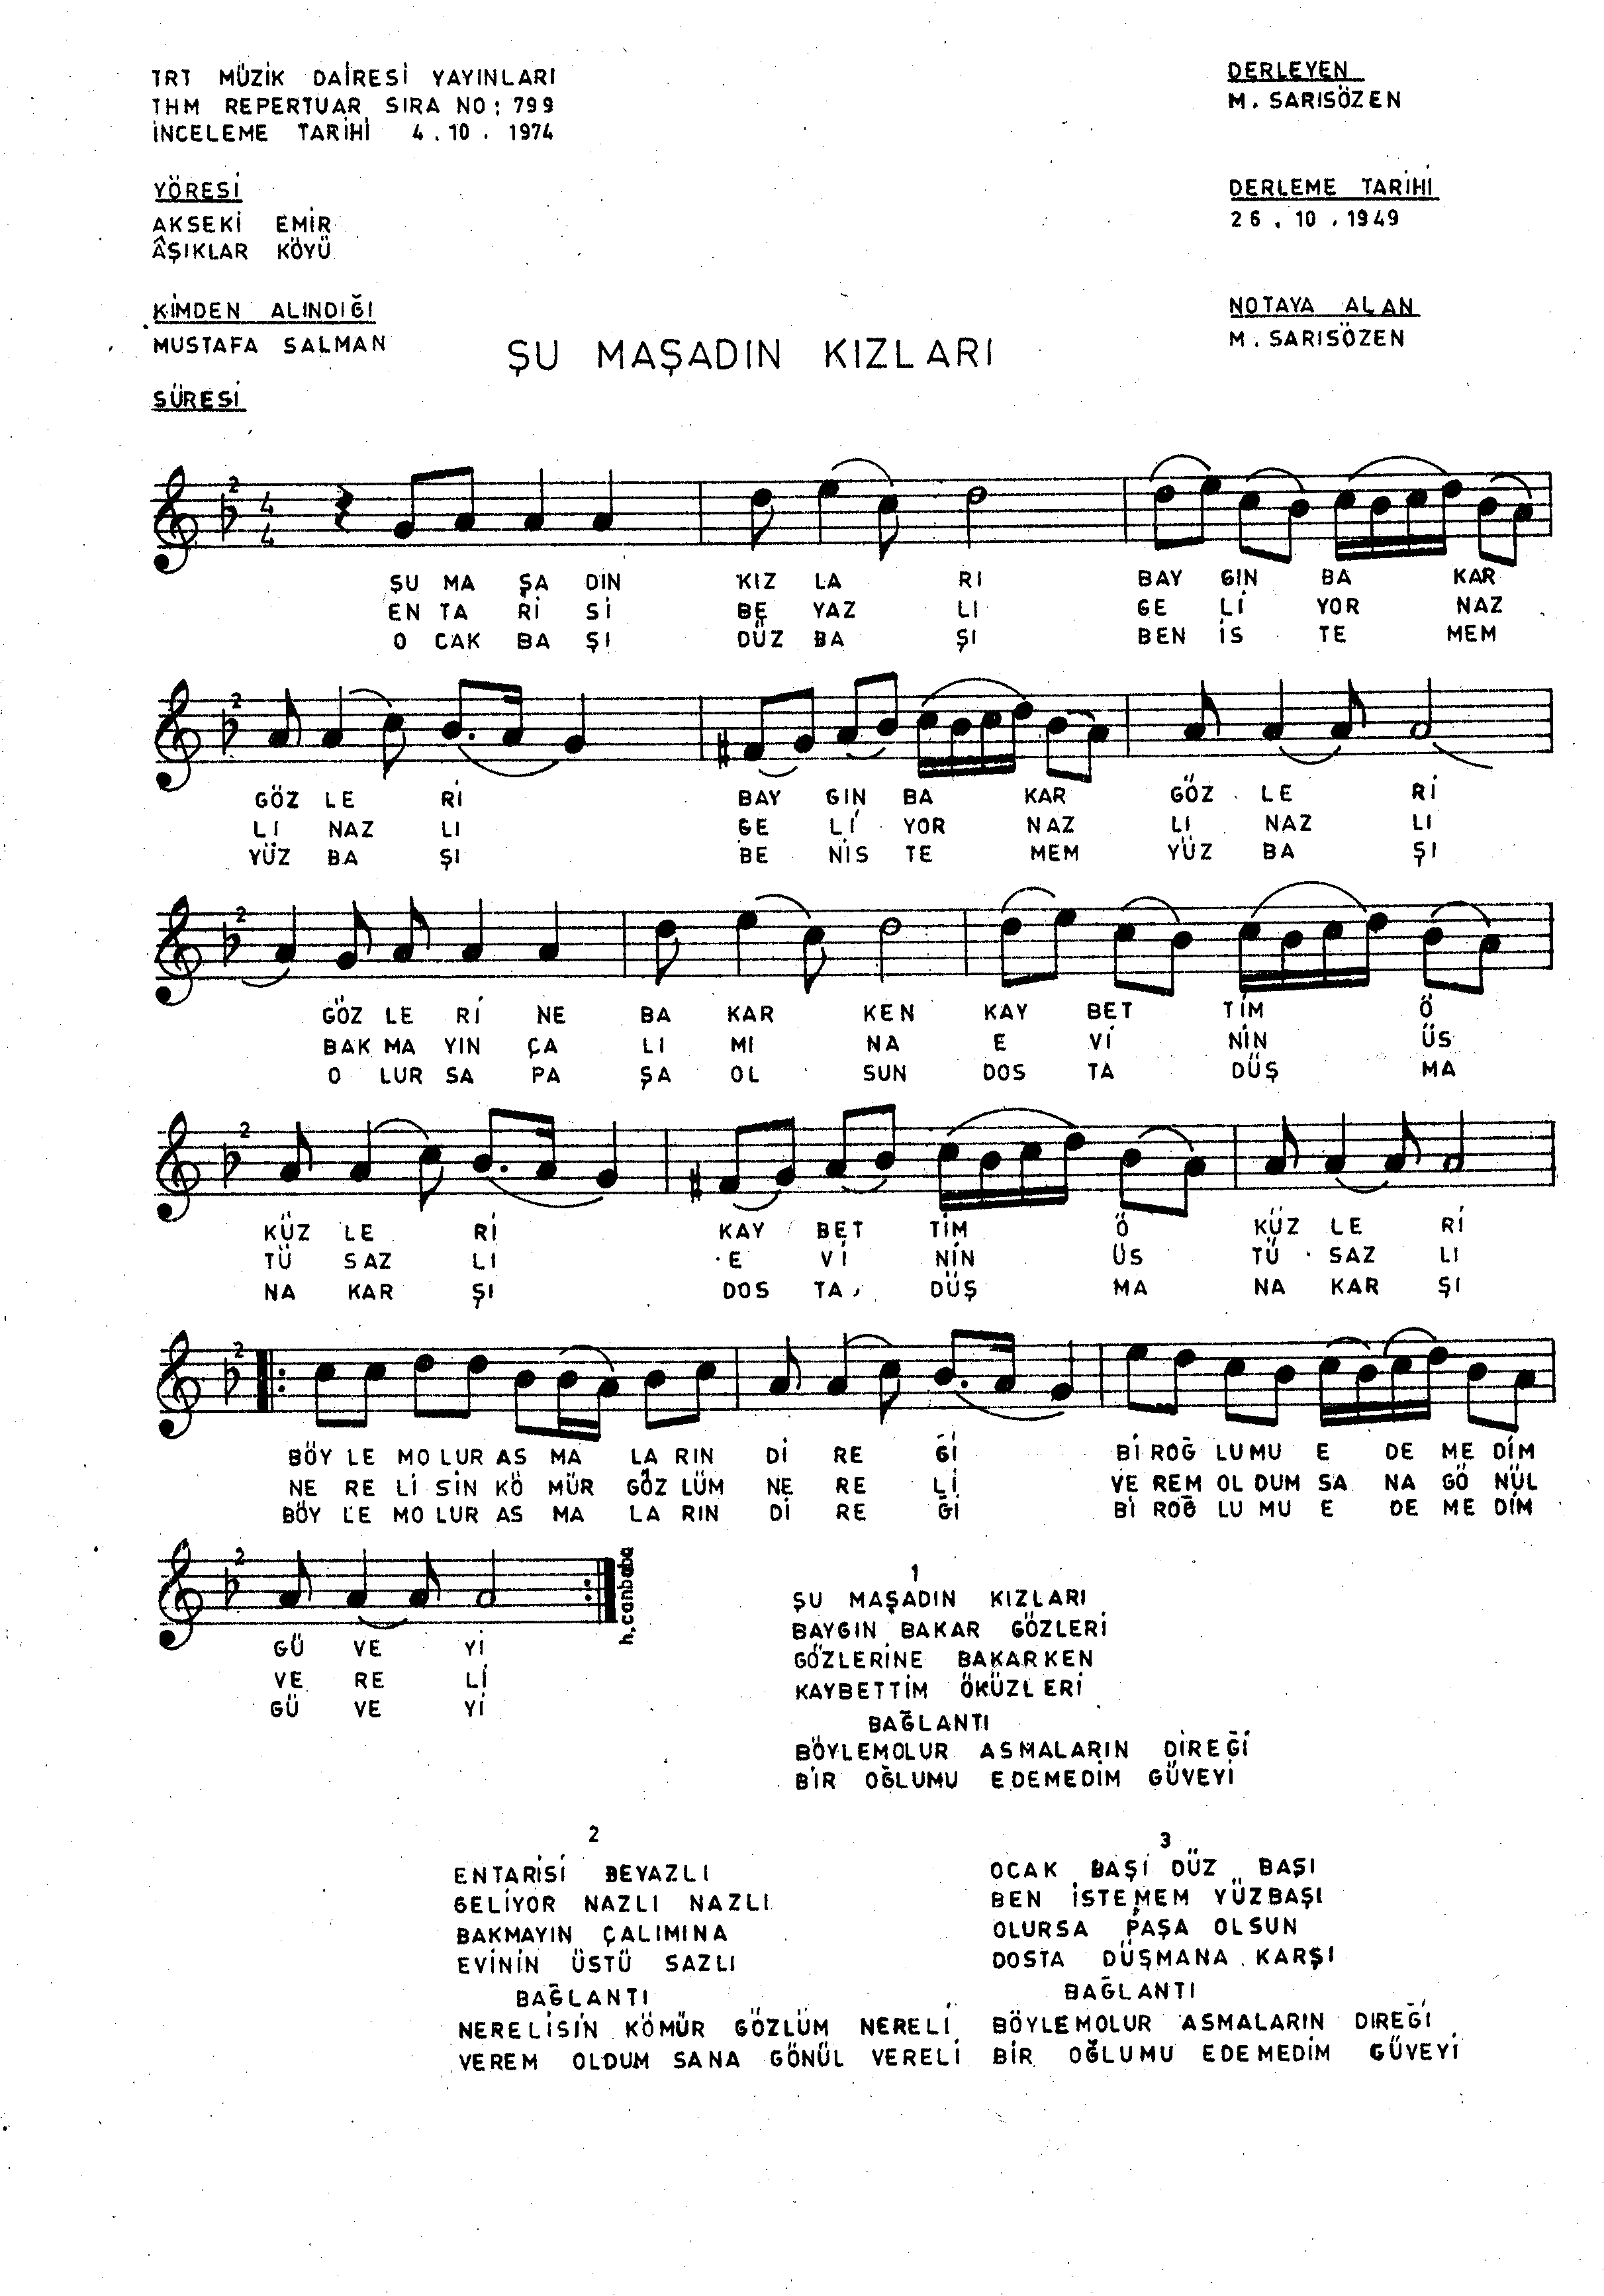 TRT MÜZİK DAİRESİ YAYINLARI
THM REPERTUAR SIRA NO: 799
İNCELEME TARİHİ 4.10.1974
DERLEYEN
M. SARISÖZEN
YÖRESİ
AKSEKİ EMİR
ÂŞIKLAR KÖYÜ
DERLEME TARİHİ
26.10.1949
KİMDEN ALINDIĞI
MUSTAFA SALMAN
NOTAYA ALAN
M. SARISÖZEN
ŞU MAŞADIN KIZLARI
SÜRESİ
2 4 4
ŞU MA ŞA DIN KIZ LA RI BAY GIN BA KAR
EN TA Rİ Sİ BE YAZ LI GE Lİ YOR NAZ
O CAK BA ŞI DÜZ BA ŞI BEN İS TE MEM
2
GÖZ LE Rİ BAY GIN BA KAR GÖZ LE Rİ
LI NAZ LI GE Lİ YOR NAZ LI NAZ LI
YÜZ BA ŞI BE NİS TE MEM YÜZ BA ŞI
2
GÖZ LE Rİ NE BA KAR KEN KAY BET TİM Ö
BAK MA YIN ÇA LI MI NA E Vİ NİN ÜS
O LUR SA PA ŞA OL SUN DOS TA DÜŞ MA
2
KÜZ LE Rİ KAY BET TİM Ö KÜZ LE Rİ
TÜ SAZ LI E Vİ NİN ÜS TÜ SAZ LI
NA KAR ŞI DOS TA DÜŞ MA NA KAR ŞI
2
BÖY LE MO LUR AS MA LA RIN Dİ RE Ğİ Bİ ROĞ LUMU E DE ME DİM
NE RE Lİ SİN KÖ MÜR GÖZ LÜM NE RE Lİ VE REM OL DUM SA NA GÖ NÜL
BÖY LE MO LUR AS MA LA RIN Dİ RE Ğİ Bİ ROĞ LU MU E DE ME DİM
2
h.canbaba
GÜ VE Yİ
VE RE Lİ
GÜ VE Yİ
1
ŞU MAŞADIN KIZLARI
BAYGIN BAKAR GÖZLERİ
GÖZLERİNE BAKARKEN
KAYBETTİM ÖKÜZLERİ
BAĞLANTI
BÖYLEMOLUR ASMALARIN DİREĞİ
BİR OĞLUMU EDEMEDİM GÜVEYİ
2
ENTARİSİ BEYAZLI
GELİYOR NAZLI NAZLI
BAKMAYIN ÇALIMINA
EVİNİN ÜSTÜ SAZLI
BAĞLANTI
NERELİSİN KÖMÜR GÖZLÜM NERELİ
VEREM OLDUM SANA GÖNÜL VERELİ
3
OCAK BAŞI DÜZ BAŞI
BEN İSTEMEM YÜZBAŞI
OLURSA PAŞA OLSUN
DOSTA DÜŞMANA KARŞI
BAĞLANTI
BÖYLEMOLUR ASMALARIN DIREĞİ
BİR OĞLUMU EDEMEDİM GÜVEYİ